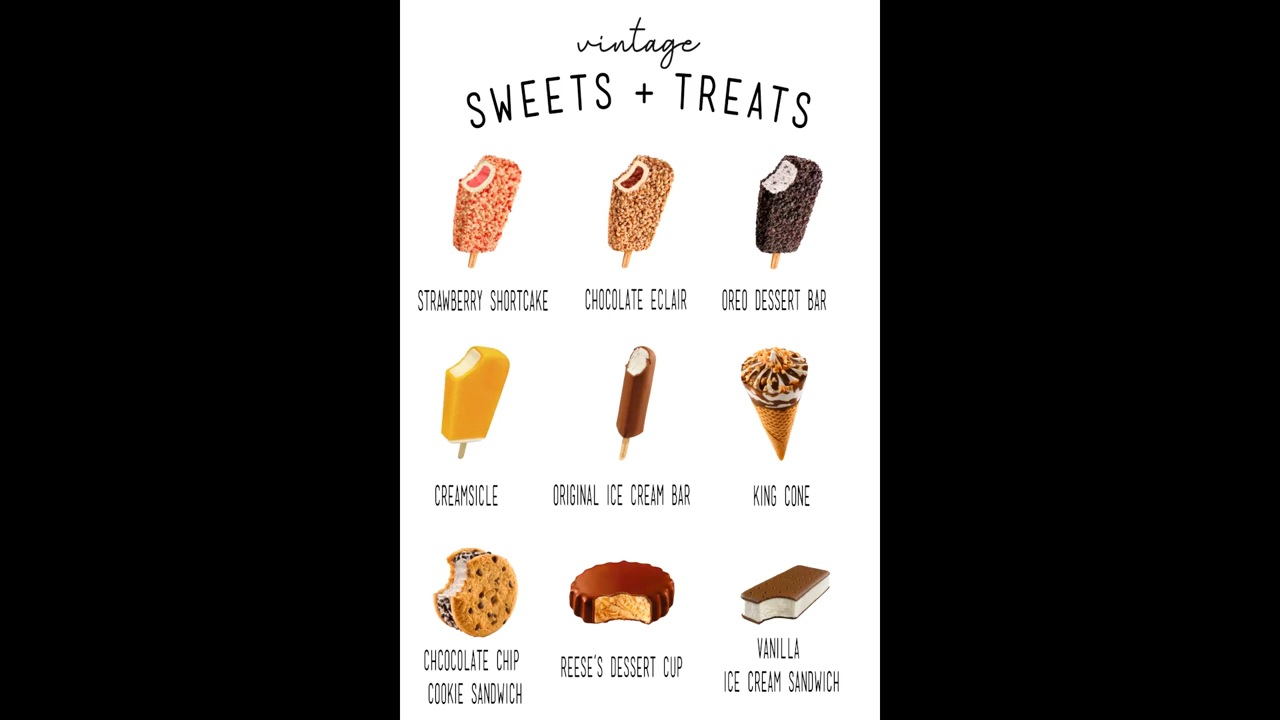 vintage
SWEETS + TREATS
STRAWBERRY SHORTCAKE
CHOCOLATE ECLAIR
OREO DESSERT BAR
CREAMSICLE
ORIGINAL ICE CREAM BAR
KING CONE
CHCOCOLATE CHIP
COOKIE SANDWICH
REESE'S DESSERT CUP
VANILLA
ICE CREAM SANDWICH